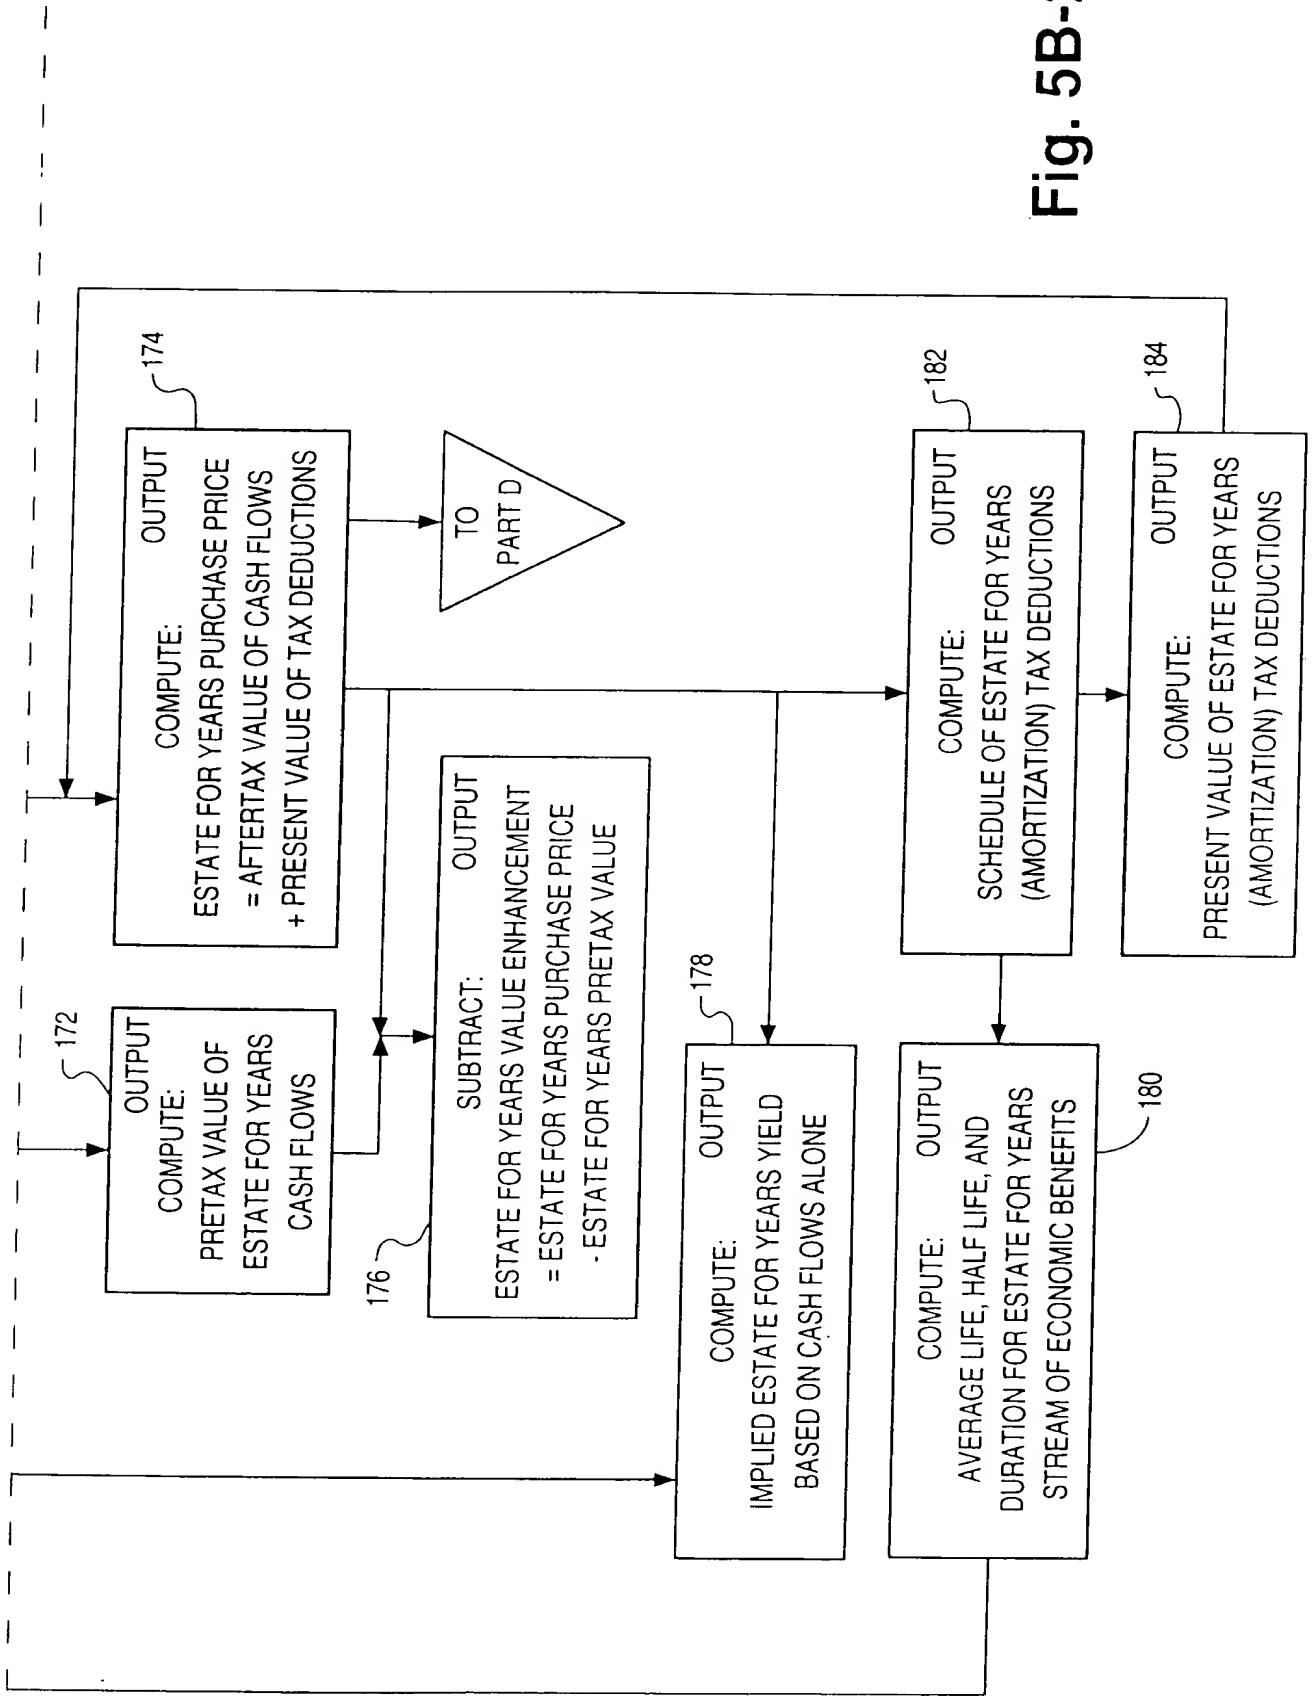 172
OUTPUT
COMPUTE:
PRETAX VALUE OF
ESTATE FOR YEARS
CASH FLOWS
174
COMPUTE: OUTPUT
ESTATE FOR YEARS PURCHASE PRICE
= AFTERTAX VALUE OF CASH FLOWS
+ PRESENT VALUE OF TAX DEDUCTIONS
TO
PART D
176
SUBTRACT: OUTPUT
ESTATE FOR YEARS VALUE ENHANCEMENT
= ESTATE FOR YEARS PURCHASE PRICE
- ESTATE FOR YEARS PRETAX VALUE
178
COMPUTE: OUTPUT
IMPLIED ESTATE FOR YEARS YIELD
BASED ON CASH FLOWS ALONE
182
COMPUTE: OUTPUT
SCHEDULE OF ESTATE FOR YEARS
(AMORTIZATION) TAX DEDUCTIONS
180
COMPUTE: OUTPUT
AVERAGE LIFE, HALF LIFE, AND
DURATION FOR ESTATE FOR YEARS
STREAM OF ECONOMIC BENEFITS
184
COMPUTE: OUTPUT
PRESENT VALUE OF ESTATE FOR YEARS
(AMORTIZATION) TAX DEDUCTIONS
Fig. 5B-